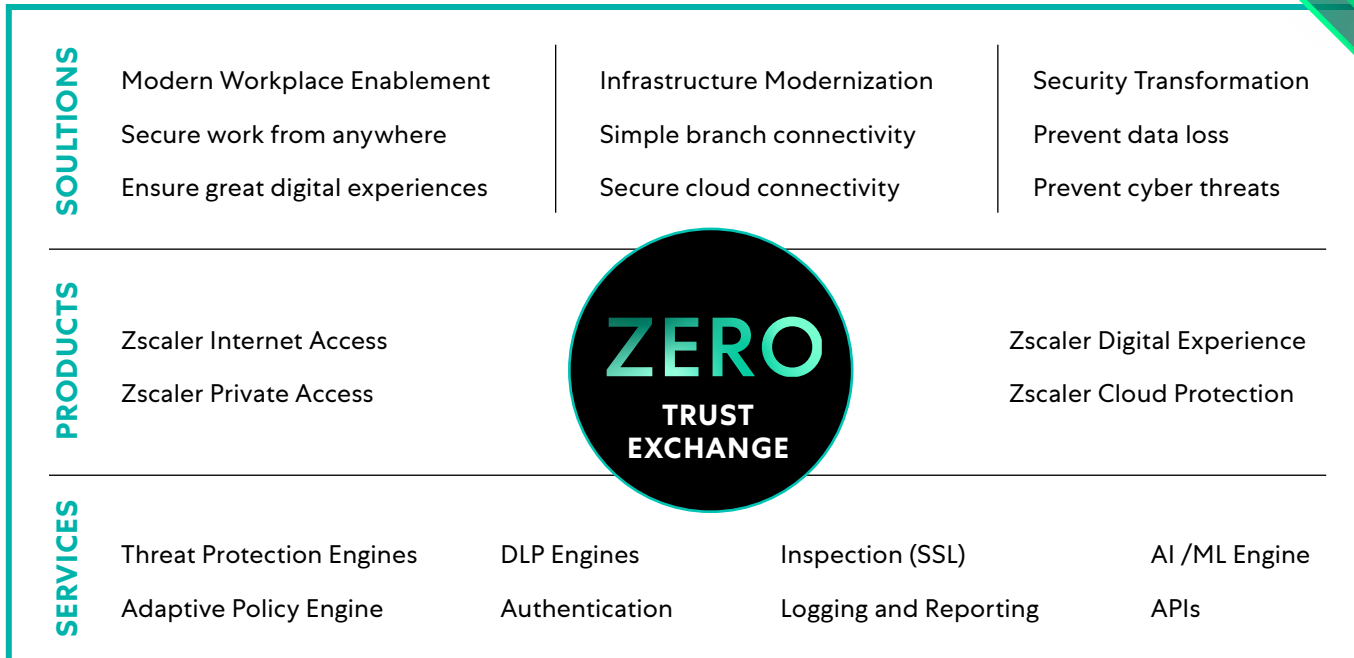 SOULTIONS
Modern Workplace Enablement
Secure work from anywhere
Ensure great digital experiences
Infrastructure Modernization
Simple branch connectivity
Secure cloud connectivity
Security Transformation
Prevent data loss
Prevent cyber threats
PRODUCTS
Zscaler Internet Access
Zscaler Private Access
ZERO
TRUST
EXCHANGE
Zscaler Digital Experience
Zscaler Cloud Protection
SERVICES
Threat Protection Engines
Adaptive Policy Engine
DLP Engines
Authentication
Inspection (SSL)
Logging and Reporting
AI /ML Engine
APIs